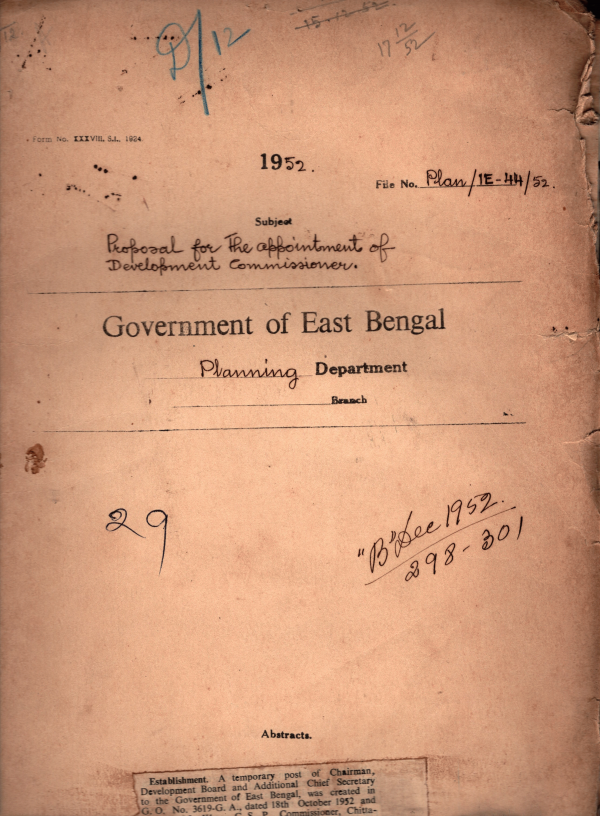 12
D/12
15.12.52
17 12/52
Form No. XXXVIII, S.L., 1924.
1952.
File No. Plan/1E-44/52.
Subject
Proposal for the appointment of
Development Commissioner.
Government of East Bengal
Planning Department
Branch
29
"B" Dec 1952.
298-301
Abstracts.
Establishment. A temporary post of Chairman,
Development Board and Additional Chief Secretary
to the Government of East Bengal, was created in
G. O. No. 3619-G. A., dated 18th October 1952 and
G. S. P. Commissioner, Chitta-